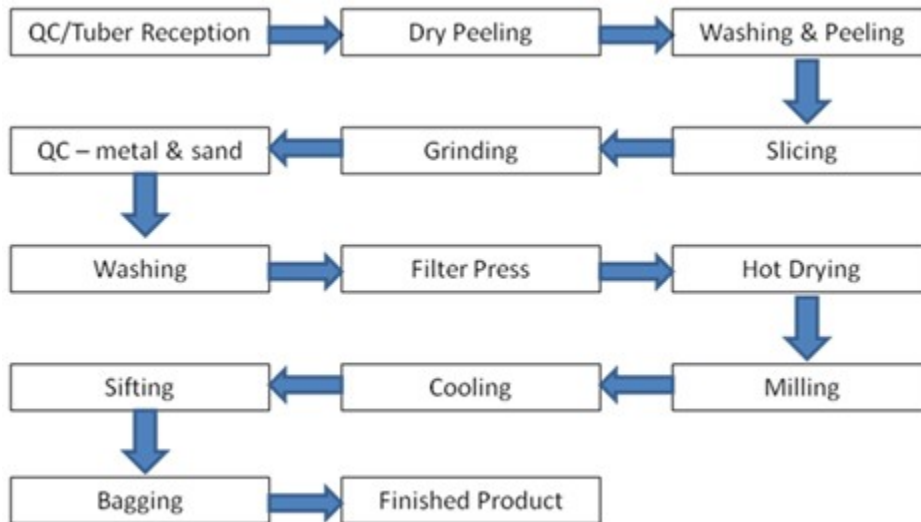 QC/Tuber Reception
Dry Peeling
Washing & Peeling
Slicing
Grinding
QC – metal & sand
Washing
Filter Press
Hot Drying
Milling
Cooling
Sifting
Bagging
Finished Product